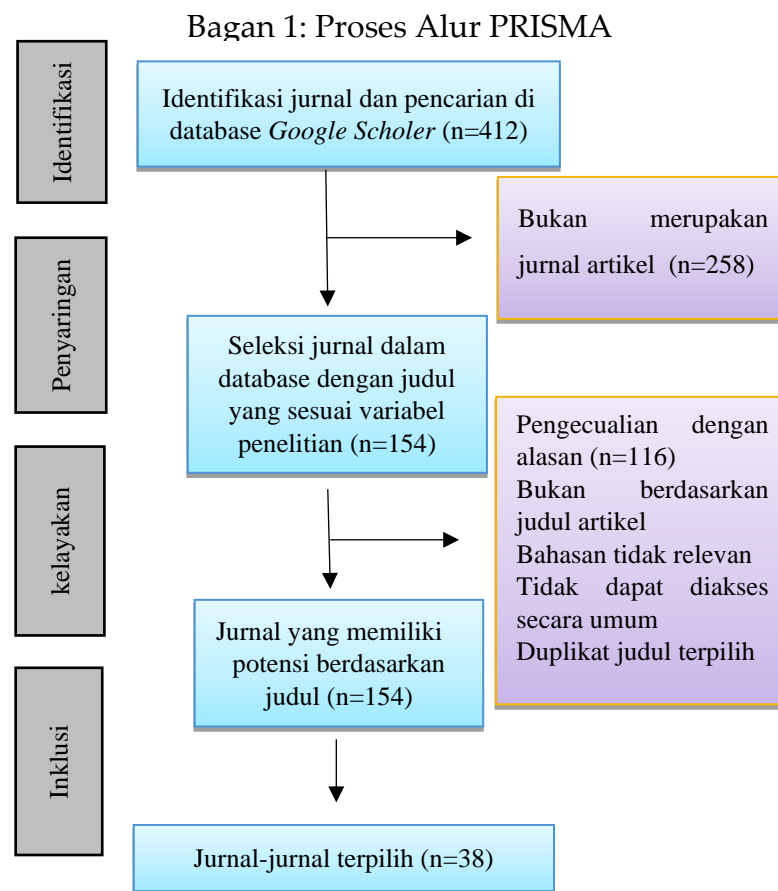 Bagan 1: Proses Alur PRISMA
Identifikasi
Identifikasi jurnal dan pencarian di
database Google Scholer (n=412)
Bukan merupakan
jurnal artikel (n=258)
Penyaringan
Seleksi jurnal dalam
database dengan judul
yang sesuai variabel
penelitian (n=154)
Pengecualian dengan
alasan (n=116)
Bukan berdasarkan
judul artikel
Bahasan tidak relevan
Tidak dapat diakses
secara umum
Duplikat judul terpilih
kelayakan
Jurnal yang memiliki
potensi berdasarkan
judul (n=154)
Inklusi
Jurnal-jurnal terpilih (n=38)